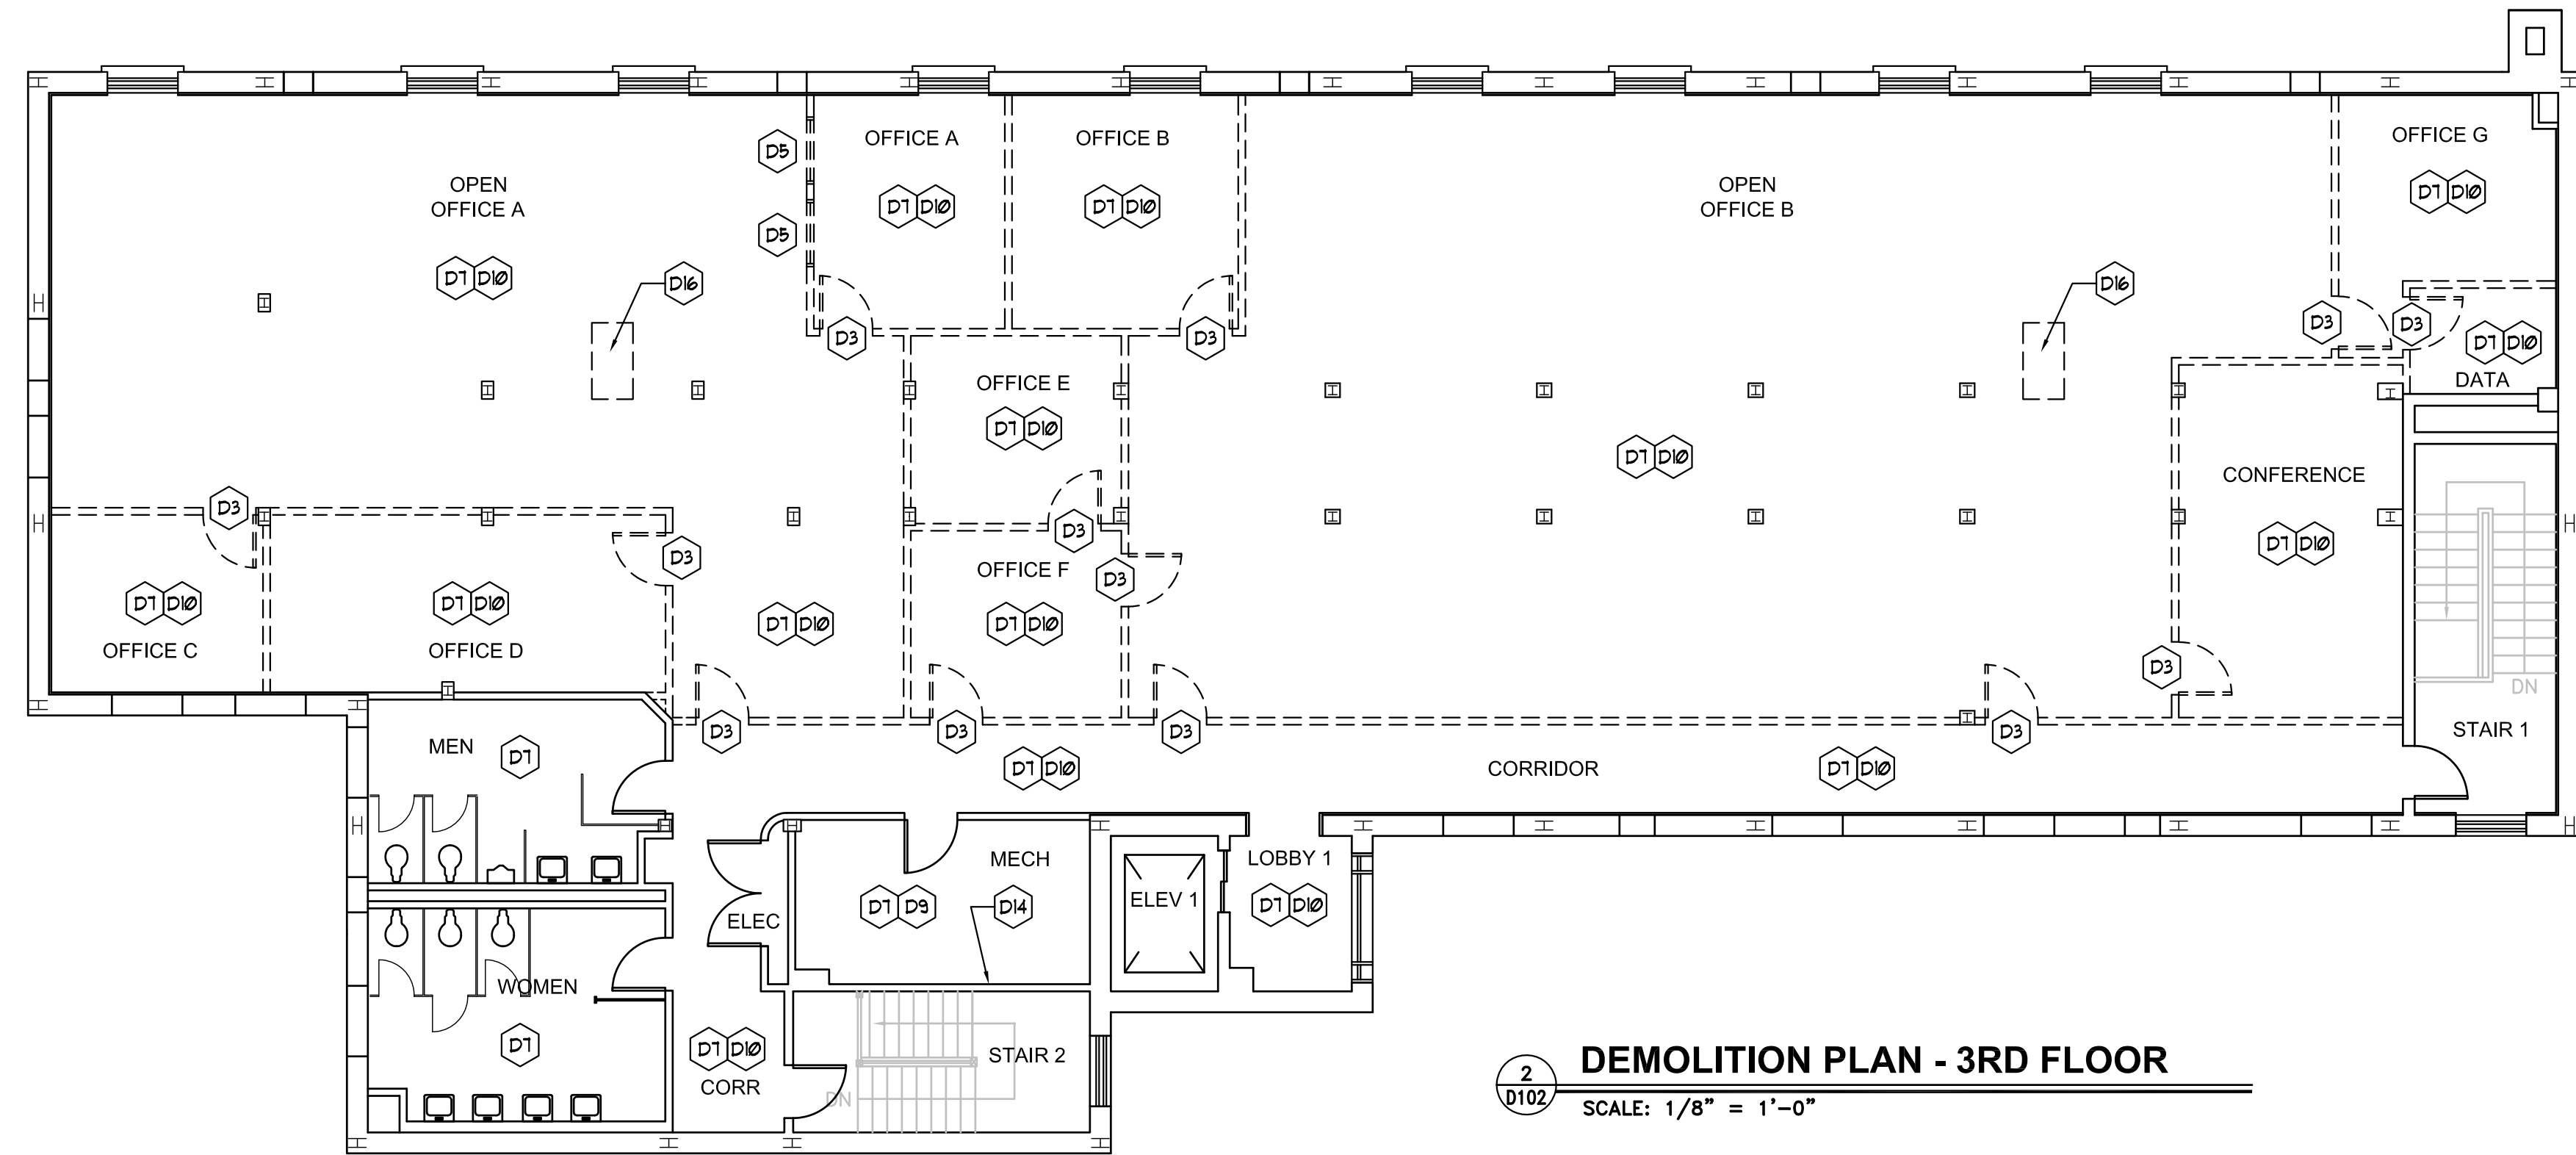 OFFICE A
OFFICE B
OFFICE G
D5
OPEN
OFFICE A
OPEN
OFFICE B
D7 D10
D7 D10
D7 D10
D5
D7 D10
D16
D16
D3
D3
D3
D3
D7 D10
DATA
OFFICE E
D7 D10
D7 D10
CONFERENCE
D3
D3
D3
D3
D7 D10
OFFICE F
D7 D10
OFFICE C
D7 D10
OFFICE D
D7 D10
D7 D10
D3
DN
D3
D3
D3
D3
STAIR 1
MEN
D7
D7 D10
CORRIDOR
D7 D10
MECH
D7 D9
D14
ELEC
ELEV 1
LOBBY 1
D7 D10
WOMEN
D7
D7 D10
CORR
STAIR 2
DN
2
D102
DEMOLITION PLAN - 3RD FLOOR
SCALE: 1/8" = 1'-0"